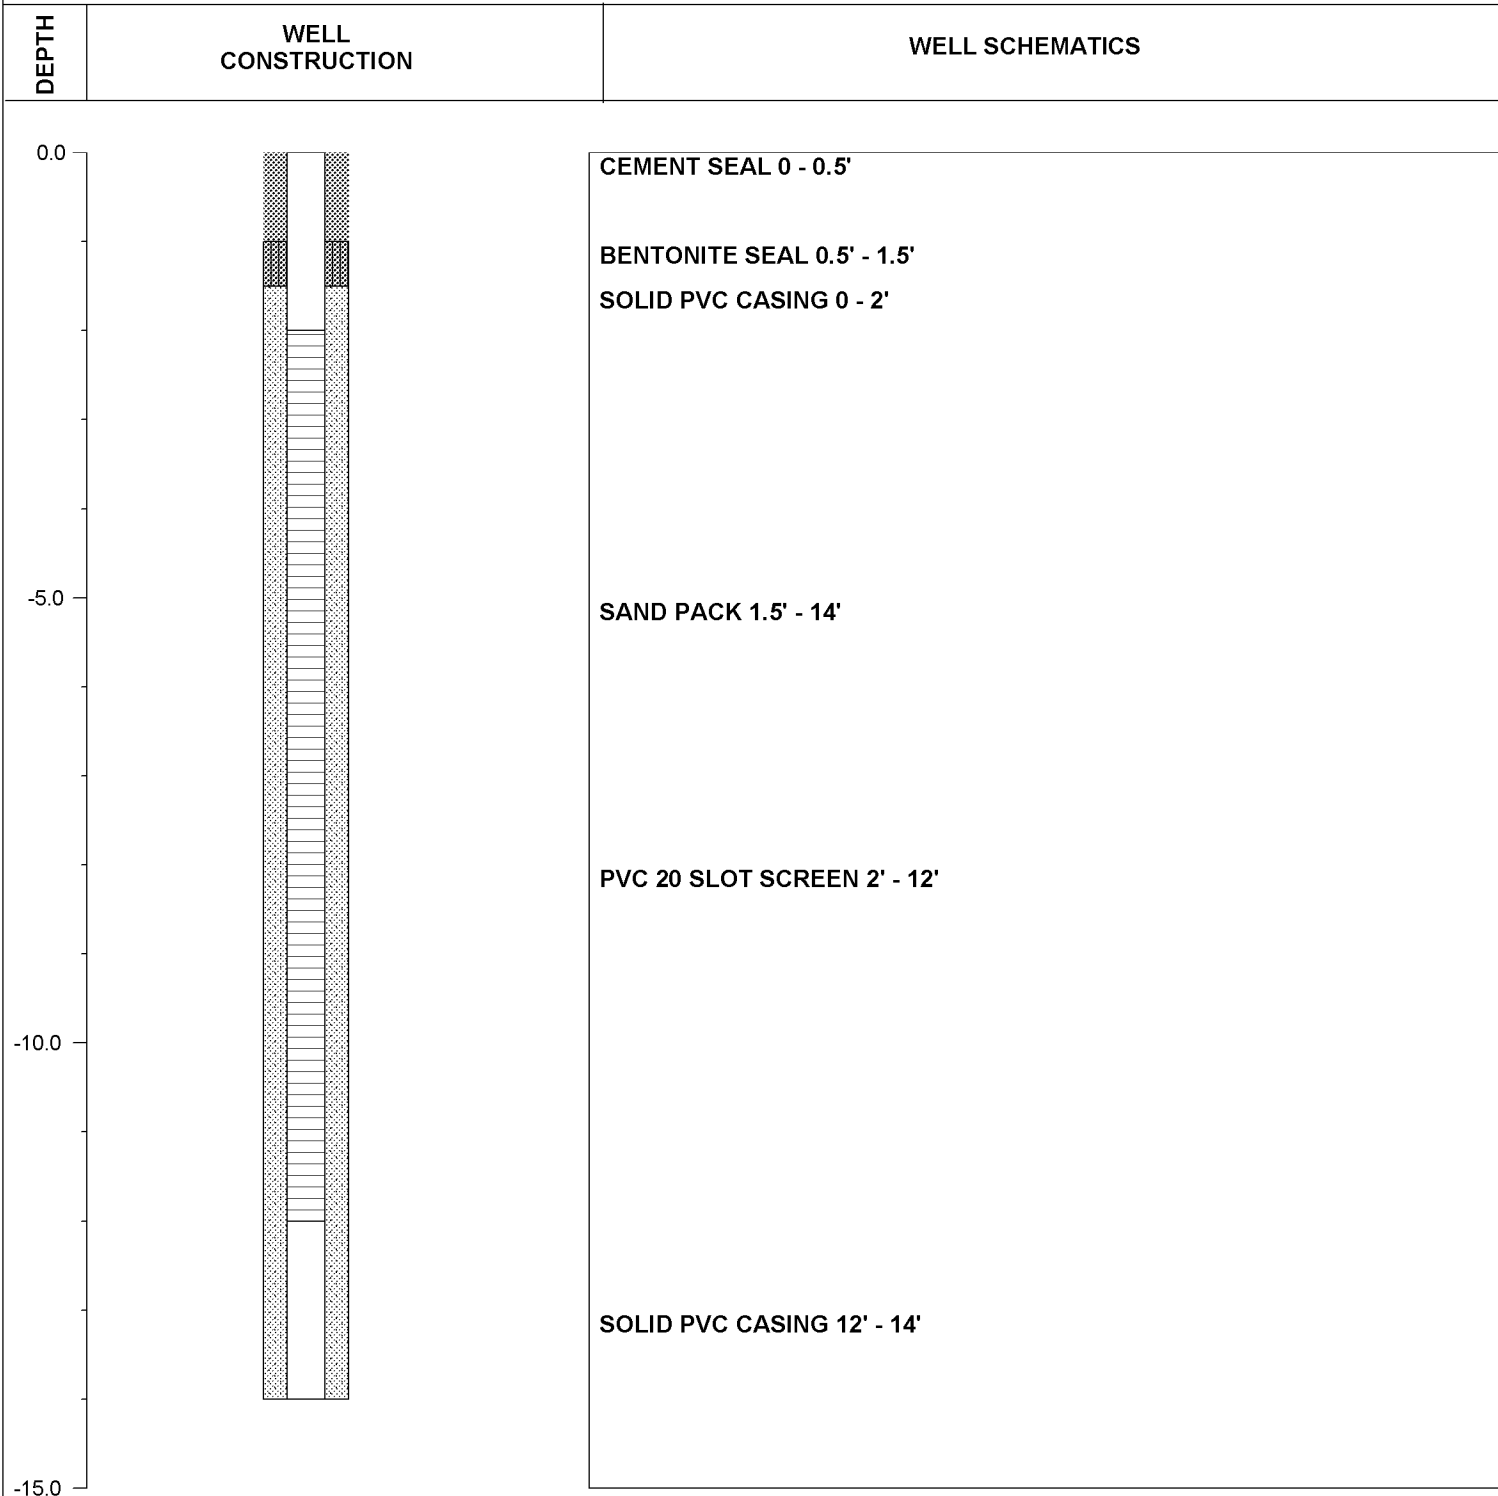 DEPTH
WELL
CONSTRUCTION
WELL SCHEMATICS
0.0
CEMENT SEAL 0 - 0.5'
BENTONITE SEAL 0.5' - 1.5'
SOLID PVC CASING 0 - 2'
-5.0
SAND PACK 1.5' - 14'
PVC 20 SLOT SCREEN 2' - 12'
-10.0
SOLID PVC CASING 12' - 14'
-15.0